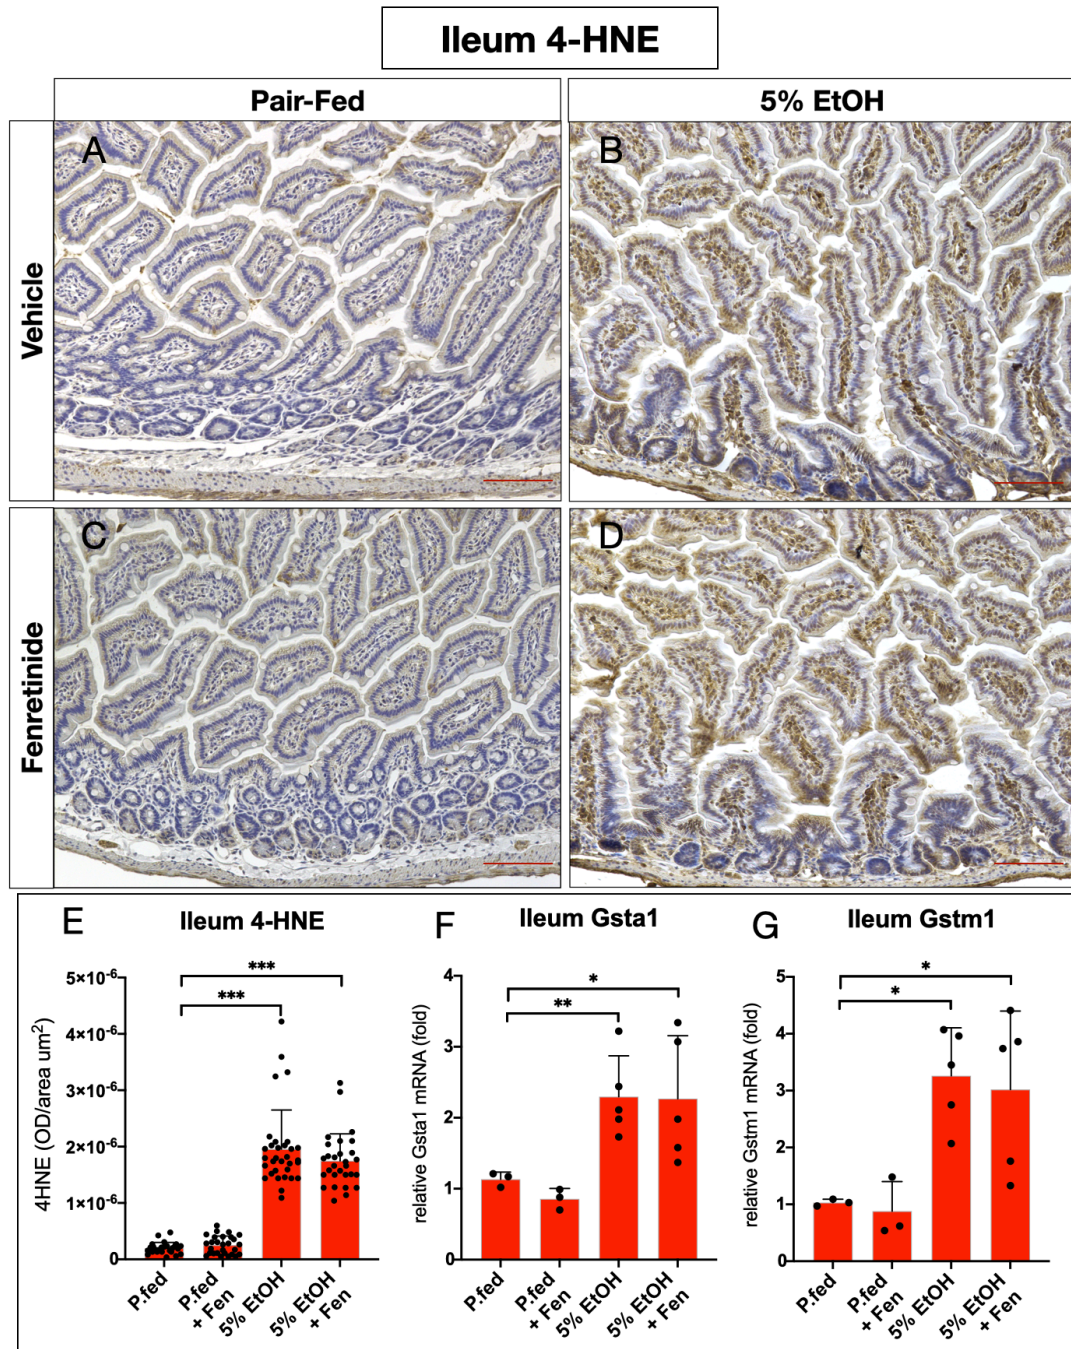 Ileum 4-HNE
Pair-Fed
5% EtOH
Vehicle
A
B
Fenretinide
C
D
E
Ileum 4-HNE
4HNE (OD/area um²)
5×10⁻⁶
4×10⁻⁶
3×10⁻⁶
2×10⁻⁶
1×10⁻⁶
0
***
***
P.fed
P.fed
+ Fen
5% EtOH
5% EtOH
+ Fen
F
Ileum Gsta1
relative Gsta1 mRNA (fold)
4
3
2
1
0
*
**
P.fed
P.fed
+ Fen
5% EtOH
5% EtOH
+ Fen
G
Ileum Gstm1
relative Gstm1 mRNA (fold)
5
4
3
2
1
0
*
*
P.fed
P.fed
+ Fen
5% EtOH
5% EtOH
+ Fen